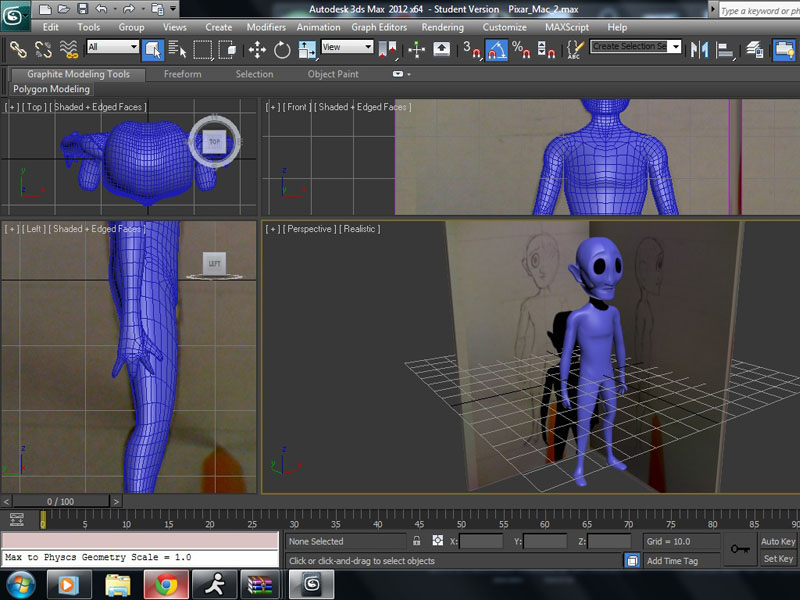 Autodesk 3ds Max 2012 x64 - Student Version Pixar_Mac_2.max
Type a keyword or ph
Edit Tools Group Views Create Modifiers Animation Graph Editors Rendering Customize MAXScript Help
All View 3 Create Selection Se
Graphite Modeling Tools Freeform Selection Object Paint
Polygon Modeling
[ + ] [ Top ] [ Shaded + Edged Faces ]
TOP
[ + ] [ Front ] [ Shaded + Edged Faces ]
[ + ] [ Left ] [ Shaded + Edged Faces ]
LEFT
[ + ] [ Perspective ] [ Realistic ]
z
y
x
< 0 / 100 >
0 5 10 15 20 25 30 35 40 45 50 55 60 65 70 75 80 85 90
None Selected X: Y: Z: Grid = 10.0 Auto Key
Max to Physcs Geometry Scale = 1.0 Click or click-and-drag to select objects Add Time Tag Set Key